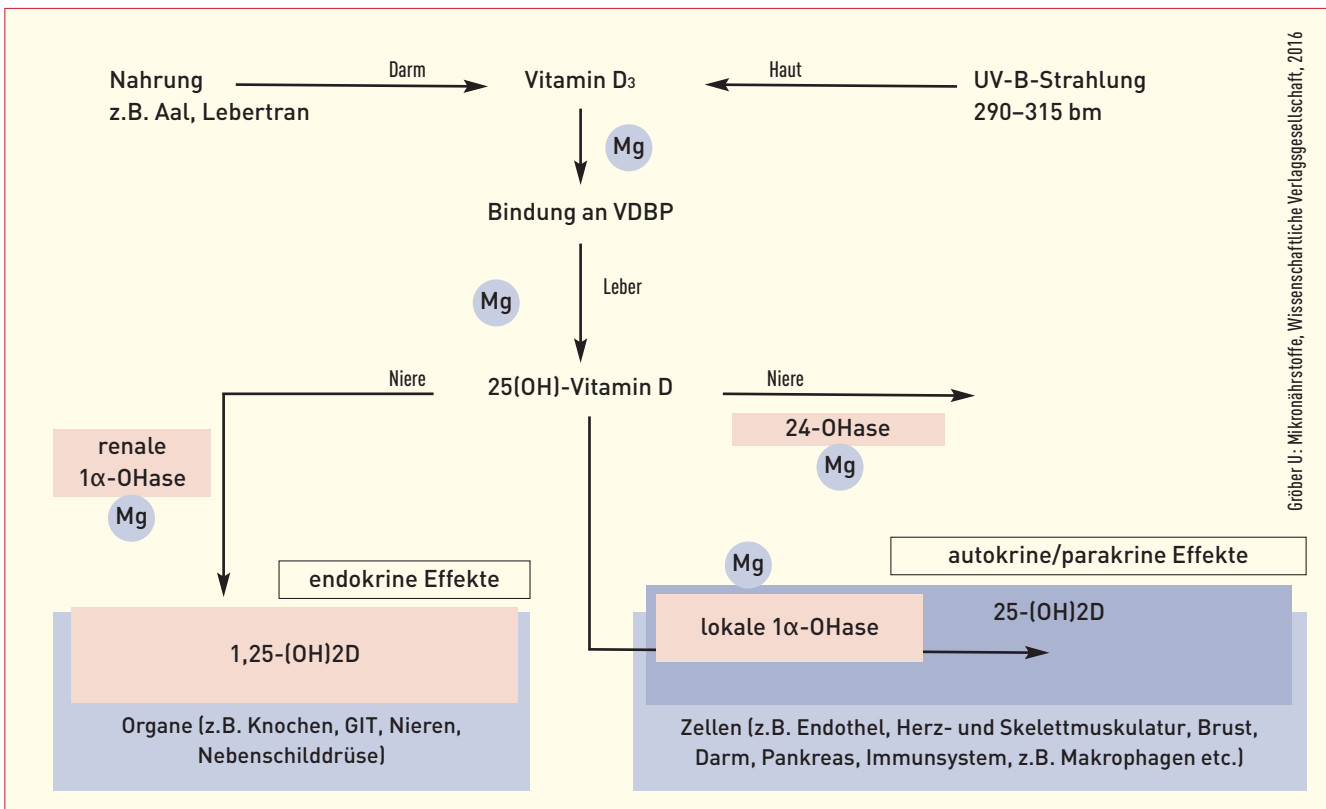 Nahrung
z.B. Aal, Lebertran
Darm
Vitamin D₃
Haut
UV-B-Strahlung
290–315 bm
Mg
Bindung an VDBP
Mg
Leber
Niere
25(OH)-Vitamin D
Niere
renale
1α-OHase
Mg
24-OHase
Mg
endokrine Effekte
1,25-(OH)2D
Organe (z.B. Knochen, GIT, Nieren,
Nebenschilddrüse)
Mg
autokrine/parakrine Effekte
lokale 1α-OHase
25-(OH)2D
Zellen (z.B. Endothel, Herz- und Skelettmuskulatur, Brust,
Darm, Pankreas, Immunsystem, z.B. Makrophagen etc.)
Gröber U: Mikronährstoffe, Wissenschaftliche Verlagsgesellschaft, 2016